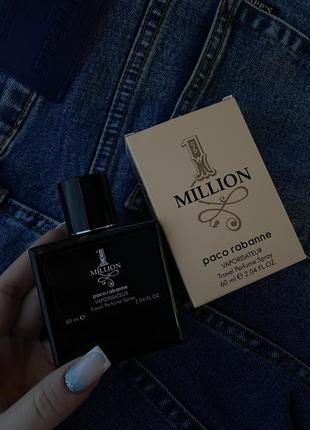 1
MILLION
paco rabanne
VAPORISATEUR
Travel Perfume Spray
60 ml e 2.04 FL.OZ.
1
MILLION
paco rabanne
VAPORISATEUR
Travel Perfume Spray
60 ml e 2.04 FL.OZ.